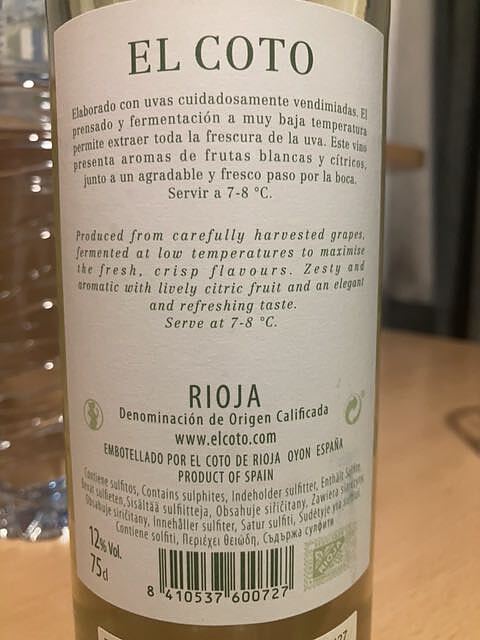 EL COTO
Elaborado con uvas cuidadosamente vendimiadas. El
prensado y fermentación a muy baja temperatura
permite extraer toda la frescura de la uva. Este vino
presenta aromas de frutas blancas y cítricos,
junto a un agradable y fresco paso por la boca.
Servir a 7-8 °C.
Produced from carefully harvested grapes,
fermented at low temperatures to maximise
the fresh, crisp flavours. Zesty and
aromatic with lively citric fruit and an elegant
and refreshing taste.
Serve at 7-8 °C.
RIOJA
Denominación de Origen Calificada
www.elcoto.com
EMBOTELLADO POR EL COTO DE RIOJA OYON ESPAÑA
PRODUCT OF SPAIN
Contiene sulfitos, Contains sulphites, Indeholder sulfitter, Enthält Sulfite,
Bevat sulfieten, Sisältää sulfiitteja, Obsahuje siřičitany, Zawiera siarczyny,
Obsahuje siričitany, Innehåller sulfiter, Satur sulfīti, Sudėtyje yra sulfitų,
Contiene solfiti, Περιέχει θειώδη, Съдържа сулфити
12% Vol.
75cl
8 410537 600727